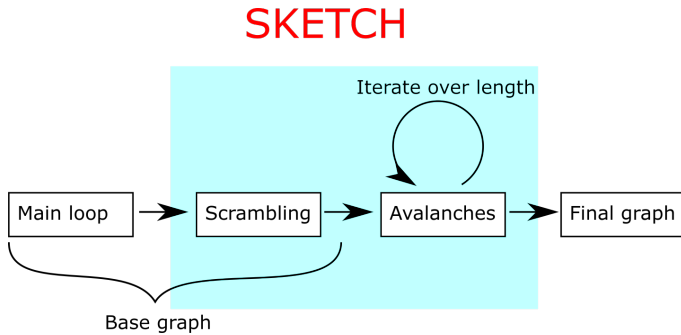 SKETCH
Iterate over length
Main loop
Scrambling
Avalanches
Final graph
Base graph